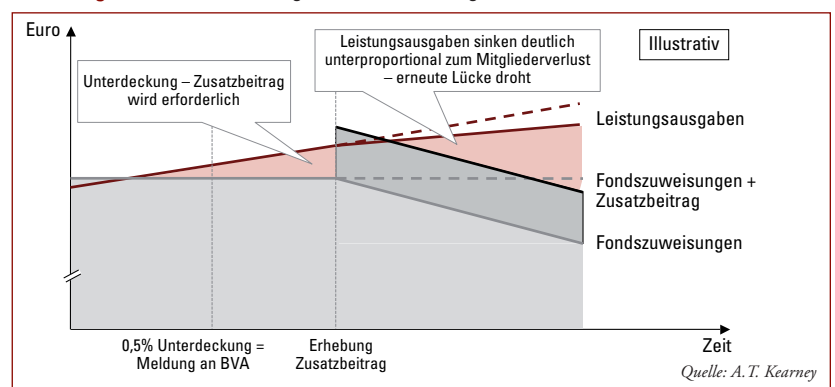 Euro
Unterdeckung – Zusatzbeitrag
wird erforderlich
Leistungsausgaben sinken deutlich
unterproportional zum Mitgliederverlust
– erneute Lücke droht
Illustrativ
Leistungsausgaben
Fondszuweisungen +
Zusatzbeitrag
Fondszuweisungen
0,5% Unterdeckung =
Meldung an BVA
Erhebung
Zusatzbeitrag
Zeit
Quelle: A.T. Kearney